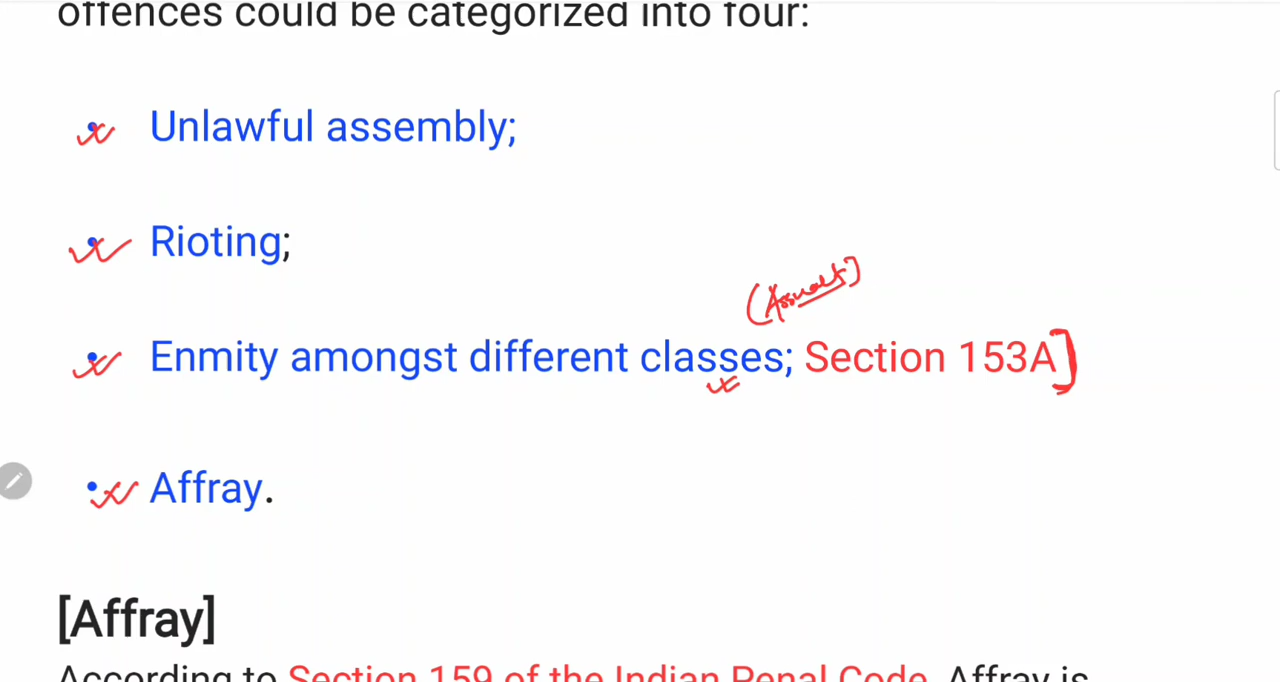 offences could be categorized into four:
Unlawful assembly;
Rioting;
(Assualt)
Enmity amongst different classes; Section 153A]
Affray.
[Affray]
According to Section 159 of the Indian Penal Code, Affray is